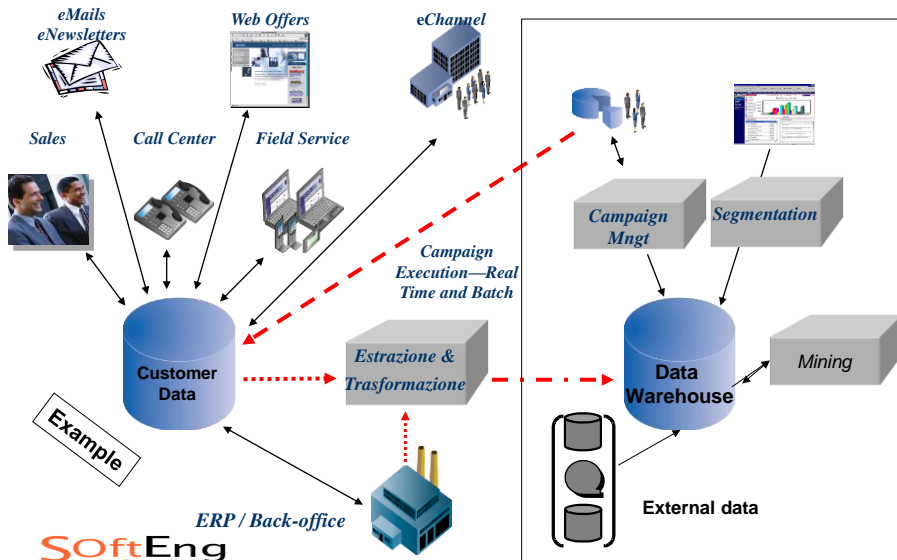 eMails
eNewsletters
Web Offers
eChannel
Sales
Call Center
Field Service
Campaign
Execution—Real
Time and Batch
Campaign
Mngt
Segmentation
Customer
Data
Estrazione &
Trasformazione
Data
Warehouse
Mining
Example
External data
ERP / Back-office
SOftEng